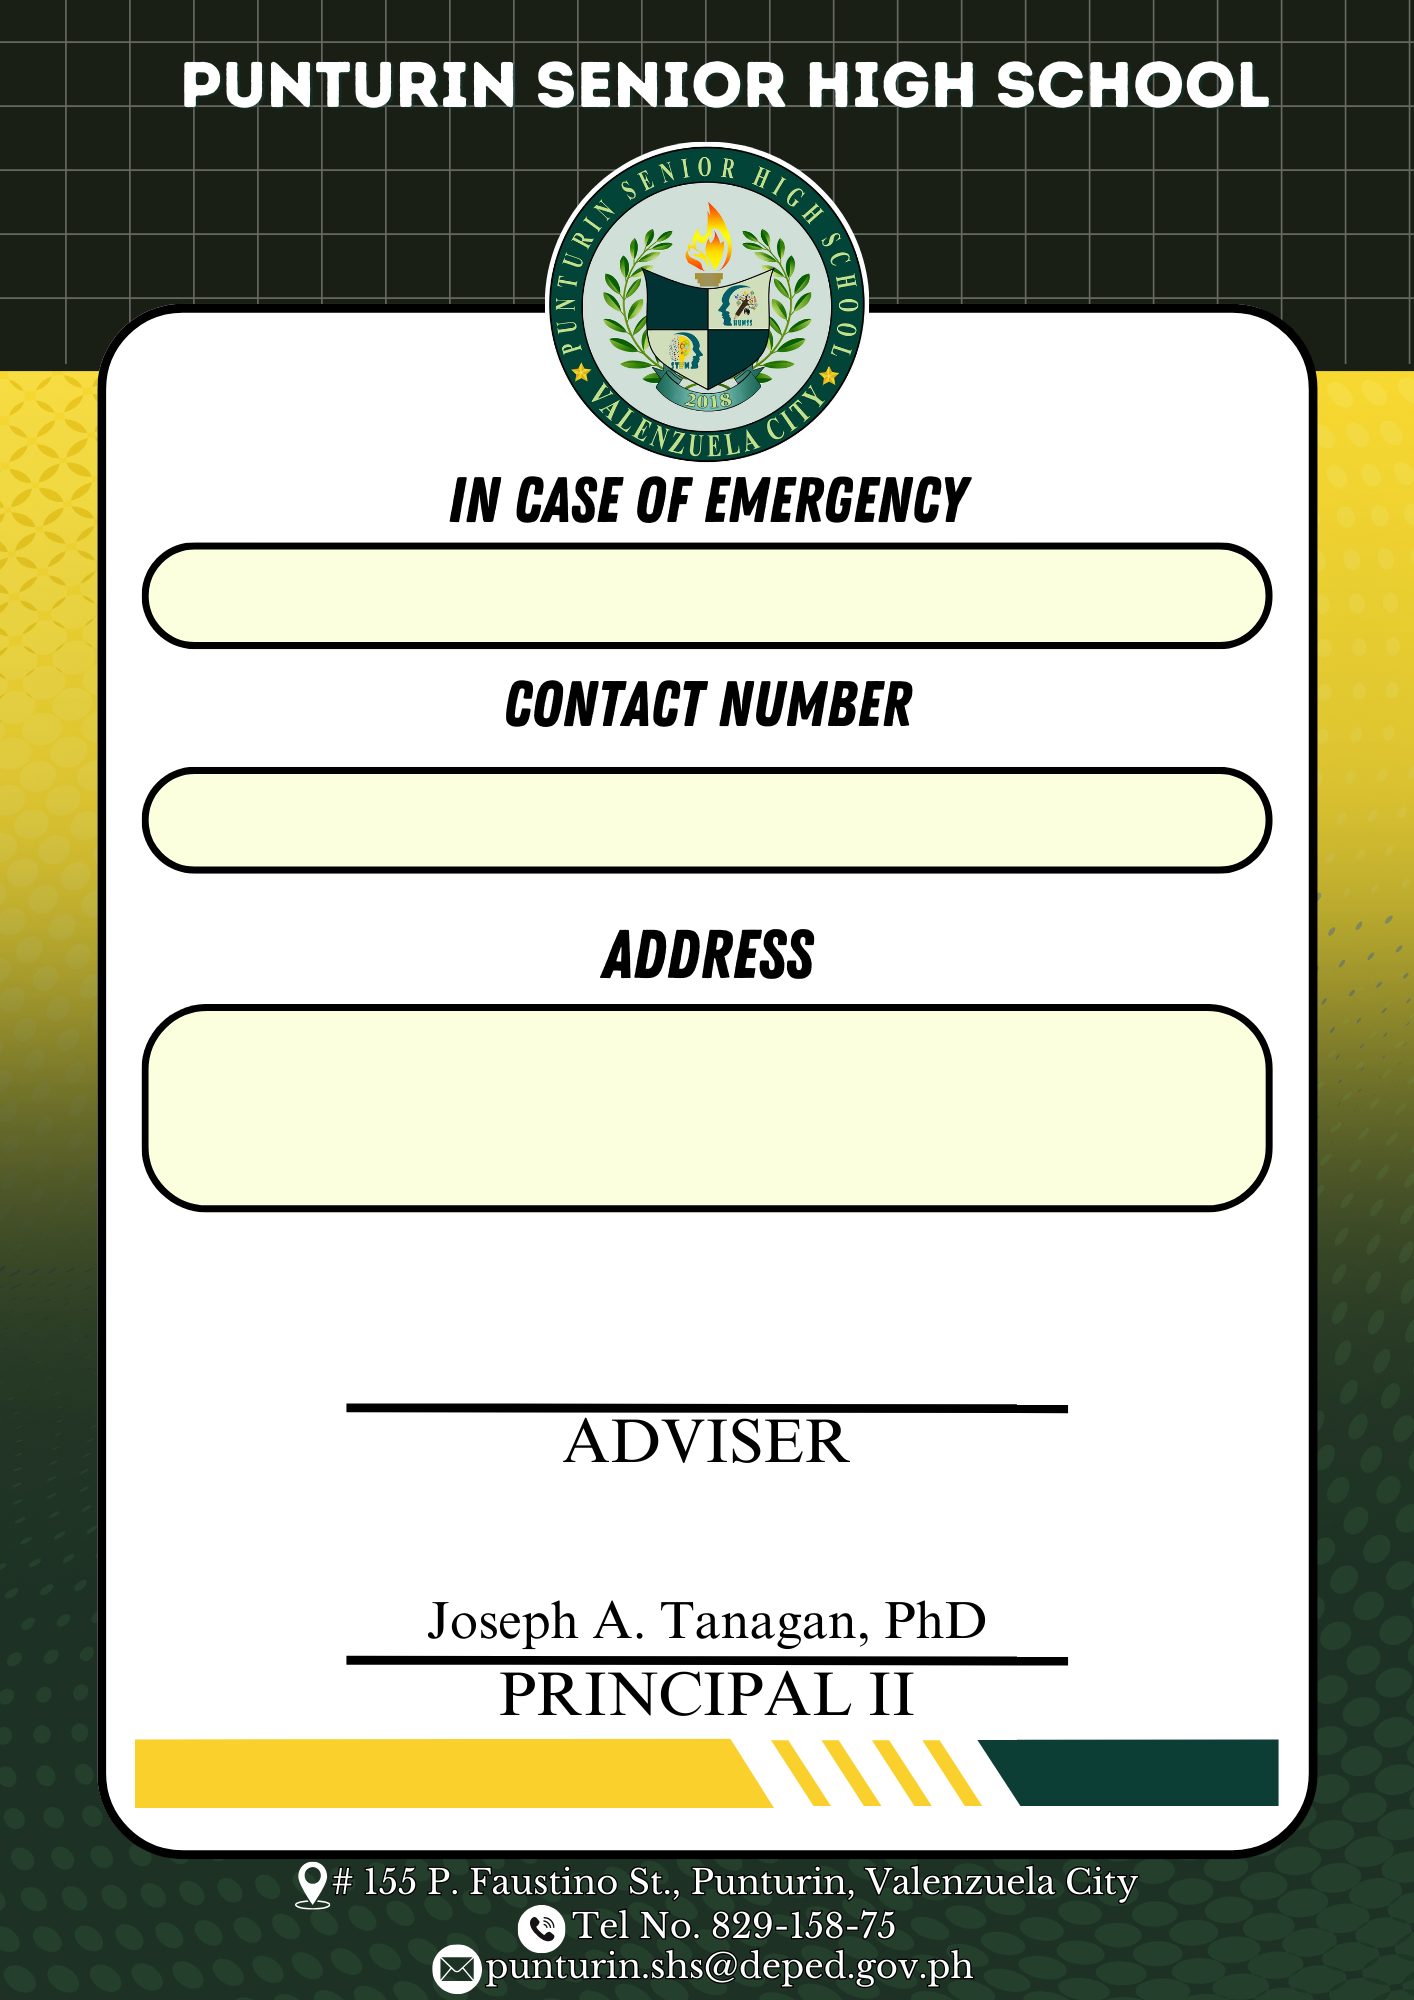 PUNTURIN SENIOR HIGH SCHOOL
PUNTURIN SENIOR HIGH SCHOOL
HUMSS
STEM
2018
VALENZUELA CITY
IN CASE OF EMERGENCY
CONTACT NUMBER
ADDRESS
ADVISER
Joseph A. Tanagan, PhD
PRINCIPAL II
# 155 P. Faustino St., Punturin, Valenzuela City
Tel No. 829-158-75
punturin.shs@deped.gov.ph